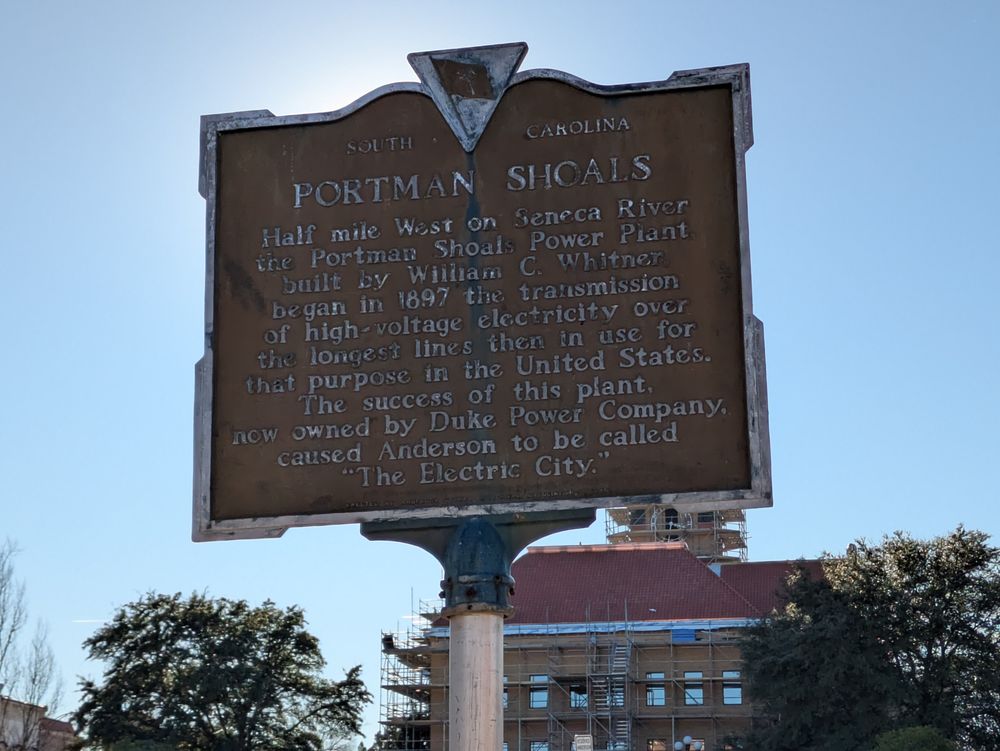 SOUTH CAROLINA
PORTMAN SHOALS
Half mile West on Seneca River
the Portman Shoals Power Plant,
built by William C. Whitner,
began in 1897 the transmission
of high-voltage electricity over
the longest lines then in use for
that purpose in the United States.
The success of this plant,
now owned by Duke Power Company,
caused Anderson to be called
"The Electric City."